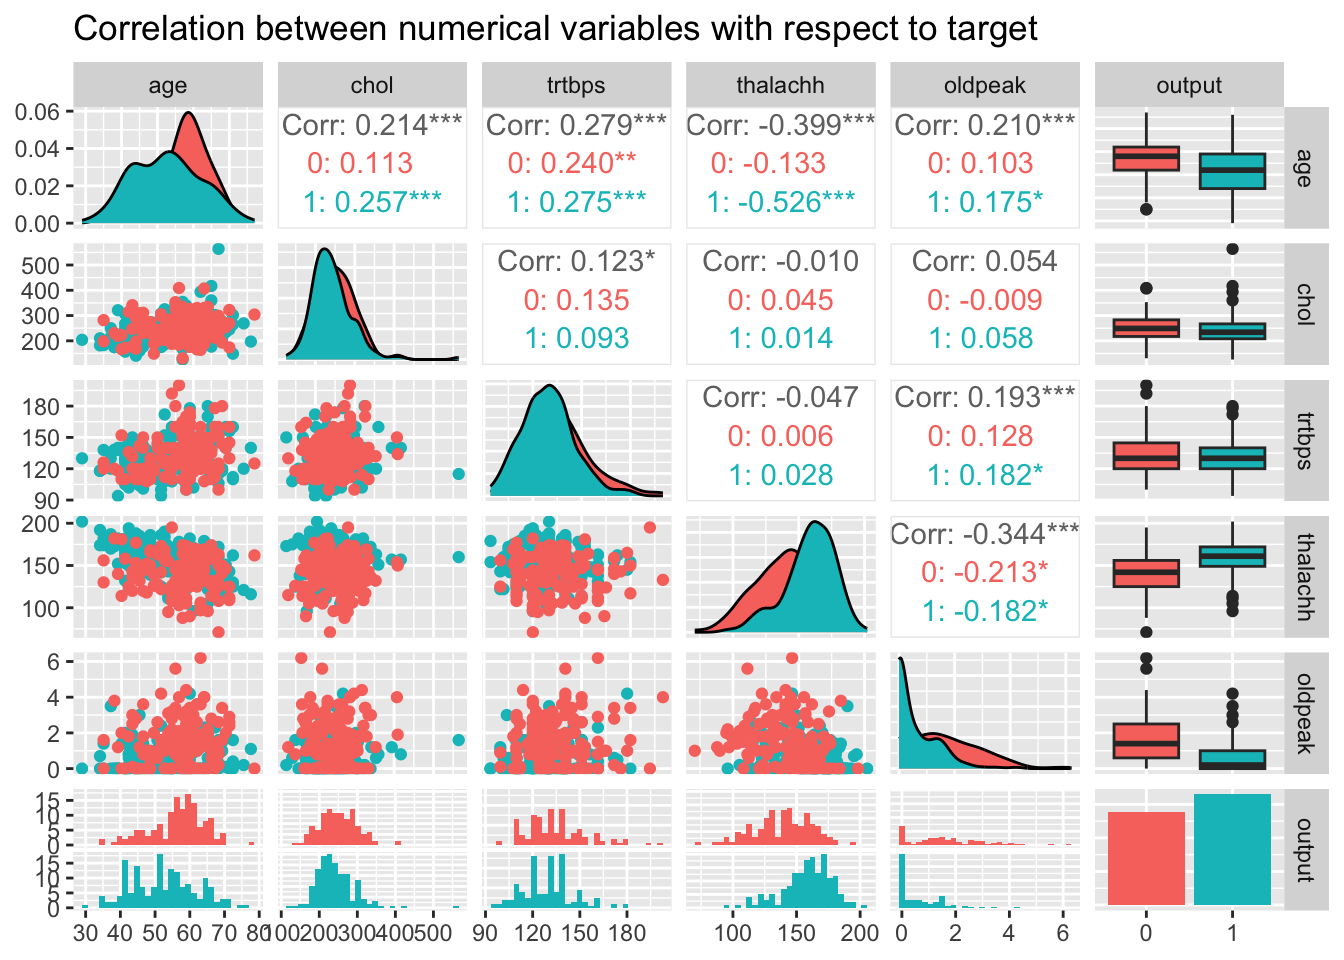 Correlation between numerical variables with respect to target
age chol trtbps thalachh oldpeak output
0.06 Corr: 0.214*** Corr: 0.279*** Corr: -0.399*** Corr: 0.210*** age
0.04 0: 0.113 0: 0.240** 0: -0.133 0: 0.103
0.02 1: 0.257*** 1: 0.275*** 1: -0.526*** 1: 0.175*
0.00
500 Corr: 0.123* Corr: -0.010 Corr: 0.054 chol
400 0: 0.135 0: 0.045 0: -0.009
300 1: 0.093 1: 0.014 1: 0.058
200
180 Corr: -0.047 Corr: 0.193*** trtbps
150 0: 0.006 0: 0.128
120 1: 0.028 1: 0.182*
90
200 Corr: -0.344*** thalachh
150 0: -0.213*
100 1: -0.182*
6 oldpeak
4
2
0
15 output
10
5
0
15
10
5
0
30 40 50 60 70 80 100 200 300 400 500 90 120 150 180 100 150 200 0 2 4 6 0 1